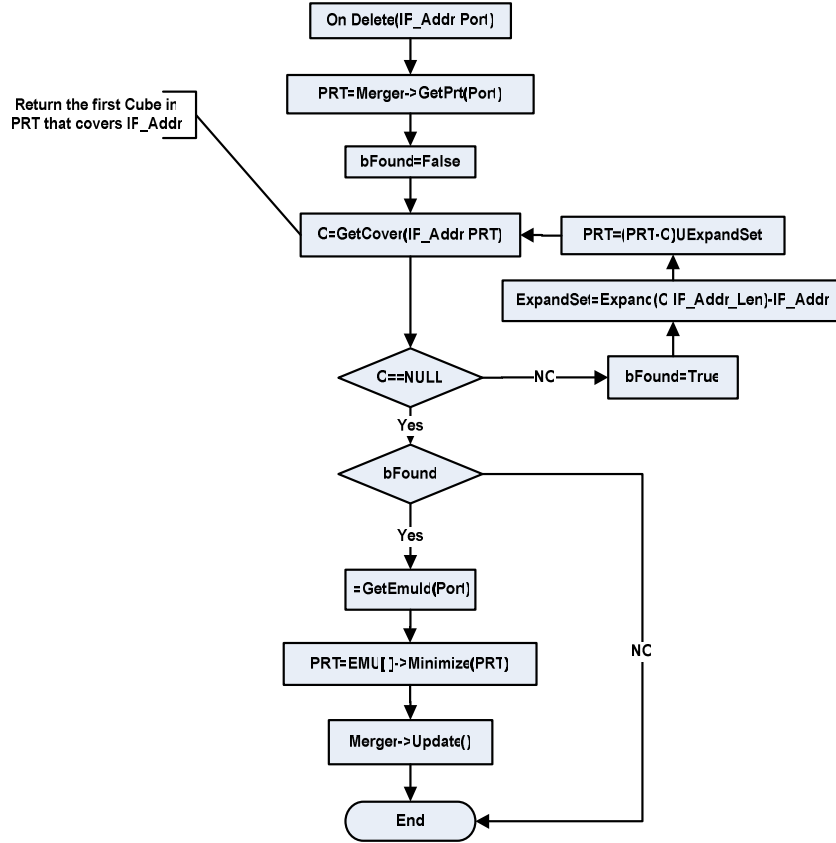 On Delete(IF_Addr Port)
PRT=Merger->GetPrt(Port)
Return the first Cube in
PRT that covers IF_Addr
bFound=False
C=GetCover(IF_Addr PRT)
PRT=(PRT-C)UExpandSet
ExpandSet=Expand(C IF_Addr_Len)-IF_Addr
C==NULL
NC
bFound=True
Yes
bFound
Yes
=GetEmuId(Port)
NC
PRT=EMU[ ]->Minimize(PRT)
Merger->Update()
End